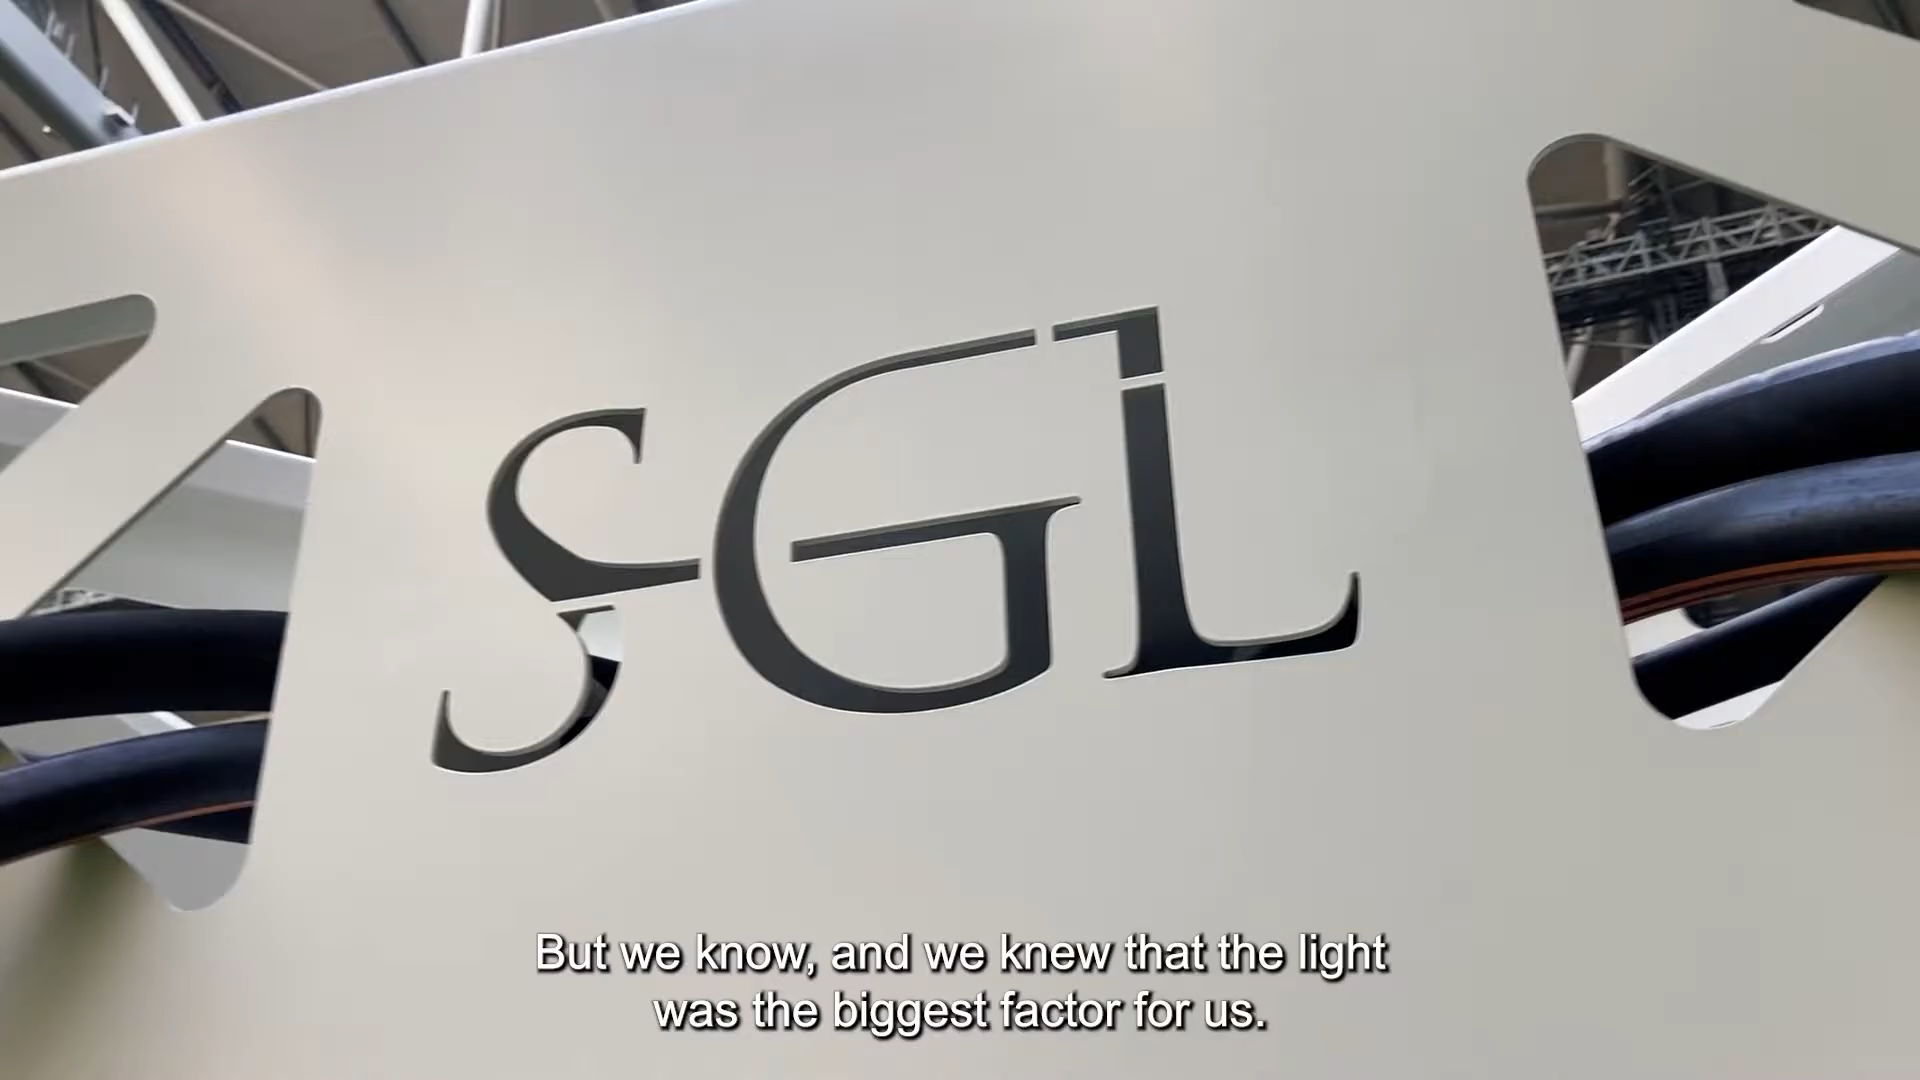 SGL
But we know, and we knew that the light
was the biggest factor for us.